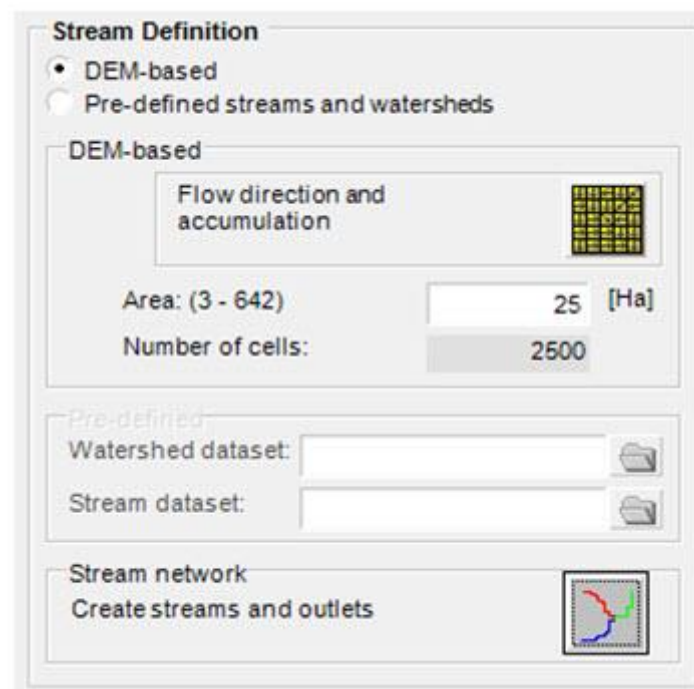 Stream Definition
DEM-based
Pre-defined streams and watersheds
DEM-based
Flow direction and
accumulation
Area: (3 - 642) 25 [Ha]
Number of cells: 2500
Pre-defined
Watershed dataset:
Stream dataset:
Stream network
Create streams and outlets